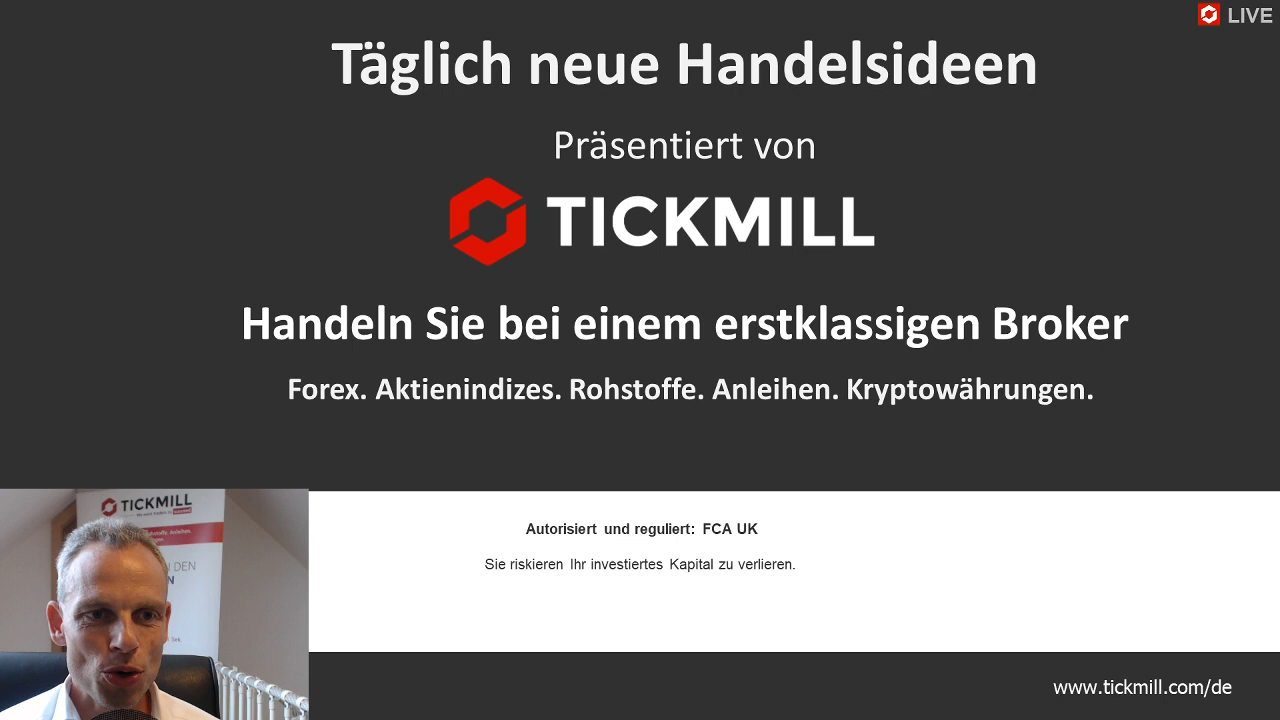 LIVE
Täglich neue Handelsideen
Präsentiert von
TICKMILL
Handeln Sie bei einem erstklassigen Broker
Forex. Aktienindizes. Rohstoffe. Anleihen. Kryptowährungen.
TICKMILL
Autorisiert und reguliert: FCA UK
Sie riskieren Ihr investiertes Kapital zu verlieren.
www.tickmill.com/de